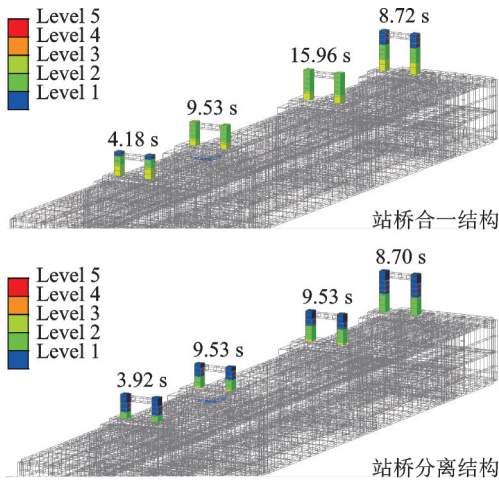 Level 5
Level 4
Level 3
Level 2
Level 1
8.72 s
15.96 s
9.53 s
4.18 s
站桥合一结构
Level 5
Level 4
Level 3
Level 2
Level 1
8.70 s
9.53 s
9.53 s
3.92 s
站桥分离结构